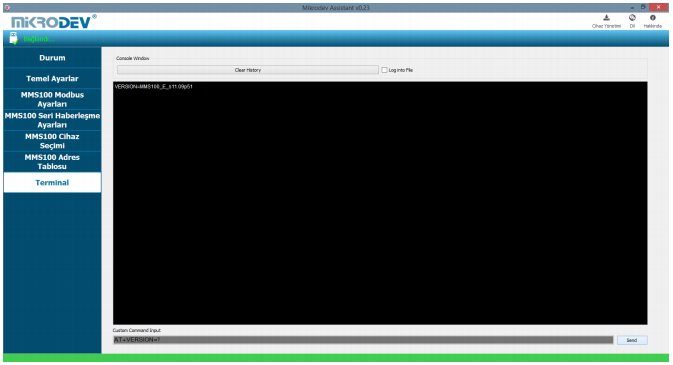 Mikrodev Assistant v0.23
MiKRODEV®
Cihaz Yönetimi Dil Hakkında
Bağlandı
Durum
Temel Ayarlar
MMS100 Modbus
Ayarları
MMS100 Seri Haberleşme
Ayarları
MMS100 Cihaz
Seçimi
MMS100 Adres
Tablosu
Terminal
Console Window
Clear History
Log into File
VERSION=MMS100_E_s11.09p51
Custom Command Input
AT+VERSION=?
Send